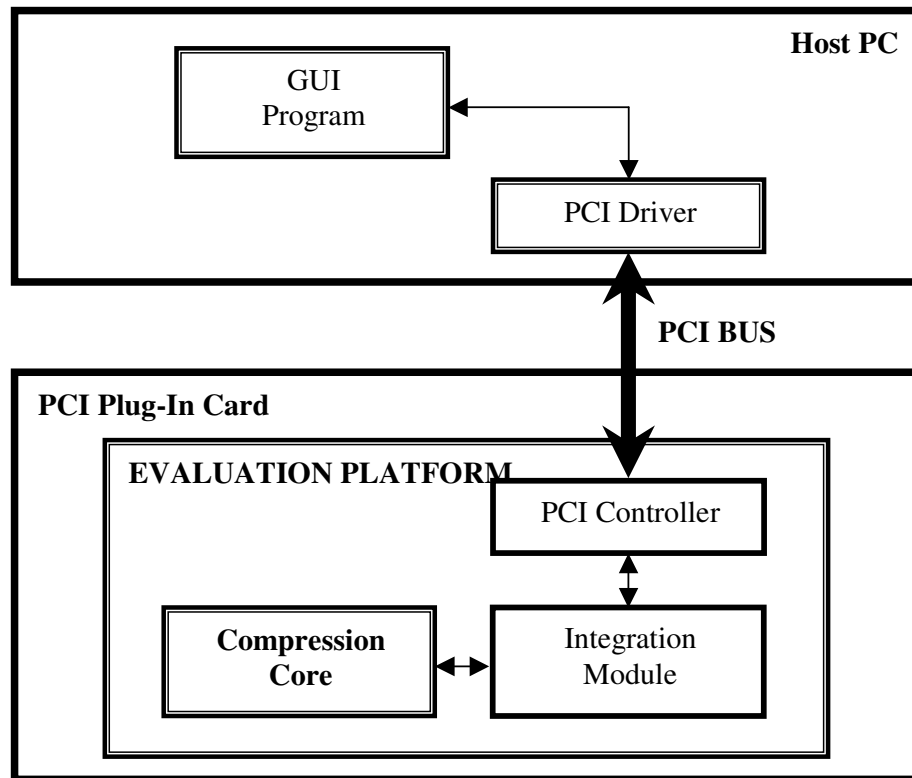 Host PC
GUI
Program
PCI Driver
PCI BUS
PCI Plug-In Card
EVALUATION PLATFORM
PCI Controller
Compression
Core
Integration
Module